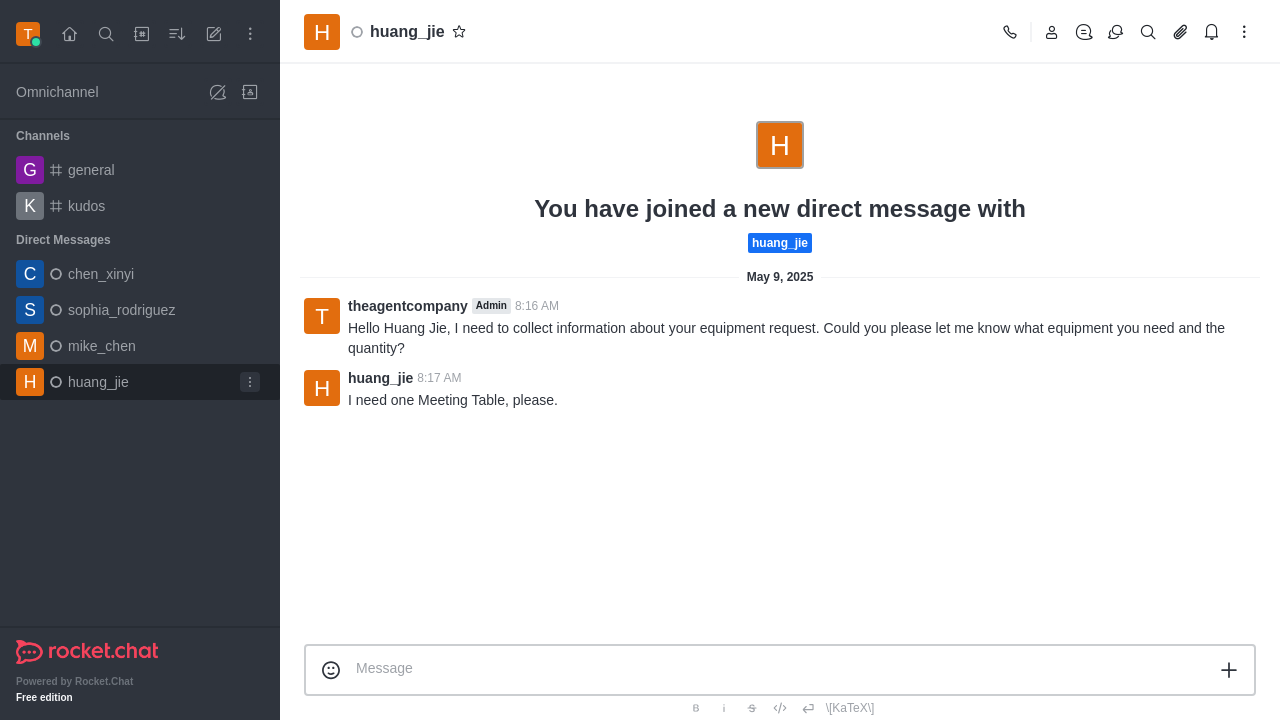 T
Omnichannel
Channels
G general
K kudos
Direct Messages
C chen_xinyi
S sophia_rodriguez
M mike_chen
H huang_jie
rocket.chat
Powered by Rocket.Chat
Free edition
H huang_jie
H
You have joined a new direct message with
huang_jie
May 9, 2025
T theagentcompany Admin 8:16 AM
Hello Huang Jie, I need to collect information about your equipment request. Could you please let me know what equipment you need and the
quantity?
H huang_jie 8:17 AM
I need one Meeting Table, please.
Message
B i S \[KaTeX\]